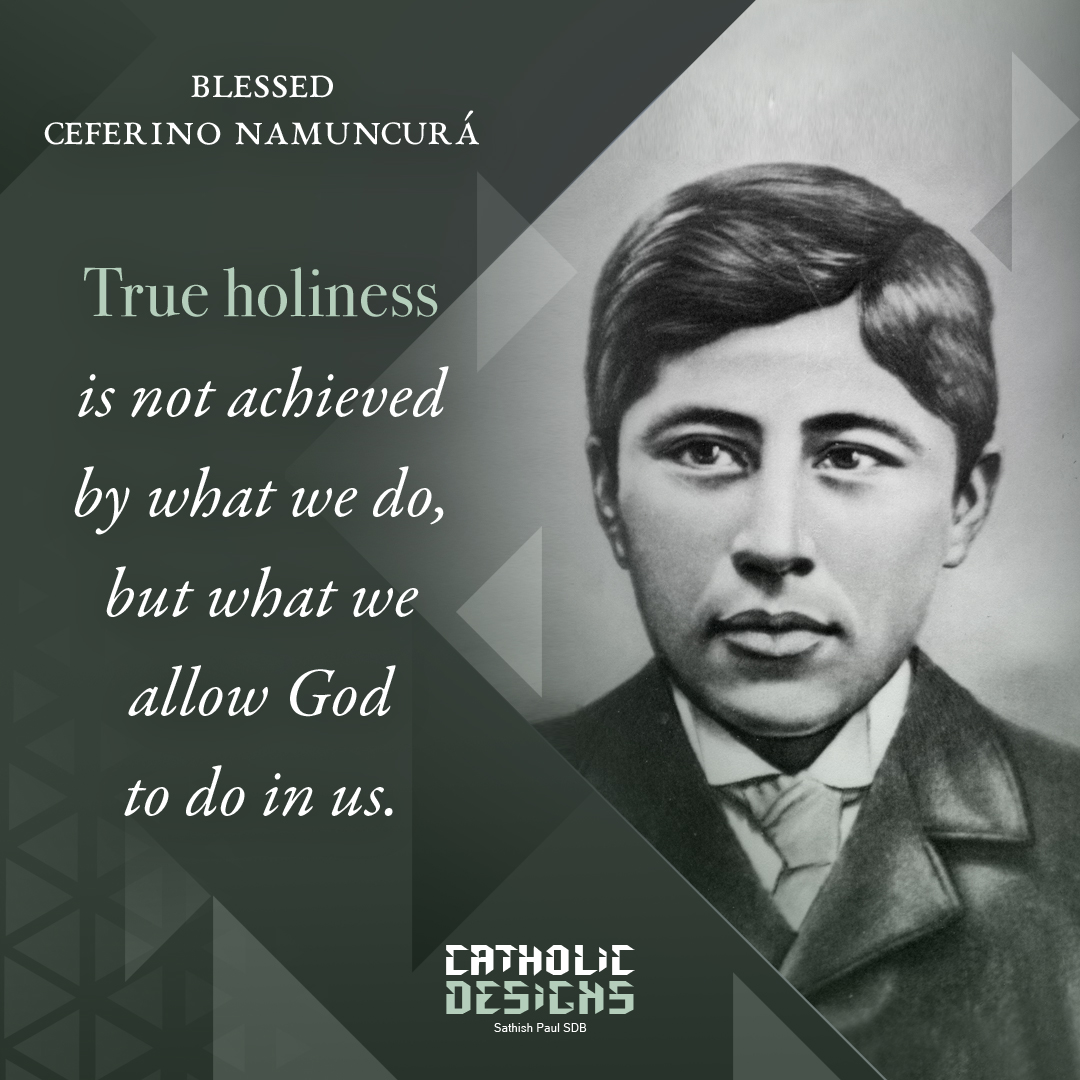 BLESSED
CEFERINO NAMUNCURÁ
True holiness
is not achieved
by what we do,
but what we
allow God
to do in us.
CATHOLIC
DESIGNS
Sathish Paul SDB